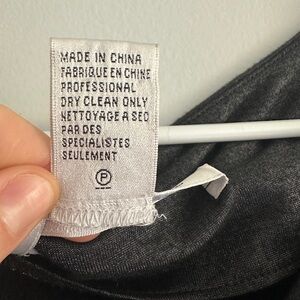 MADE IN CHINA
FABRIQUE EN CHINE
PROFESSIONAL
DRY CLEAN ONLY
NETTOYAGE A SEC
PAR DES
SPECIALISTES
SEULEMENT
P